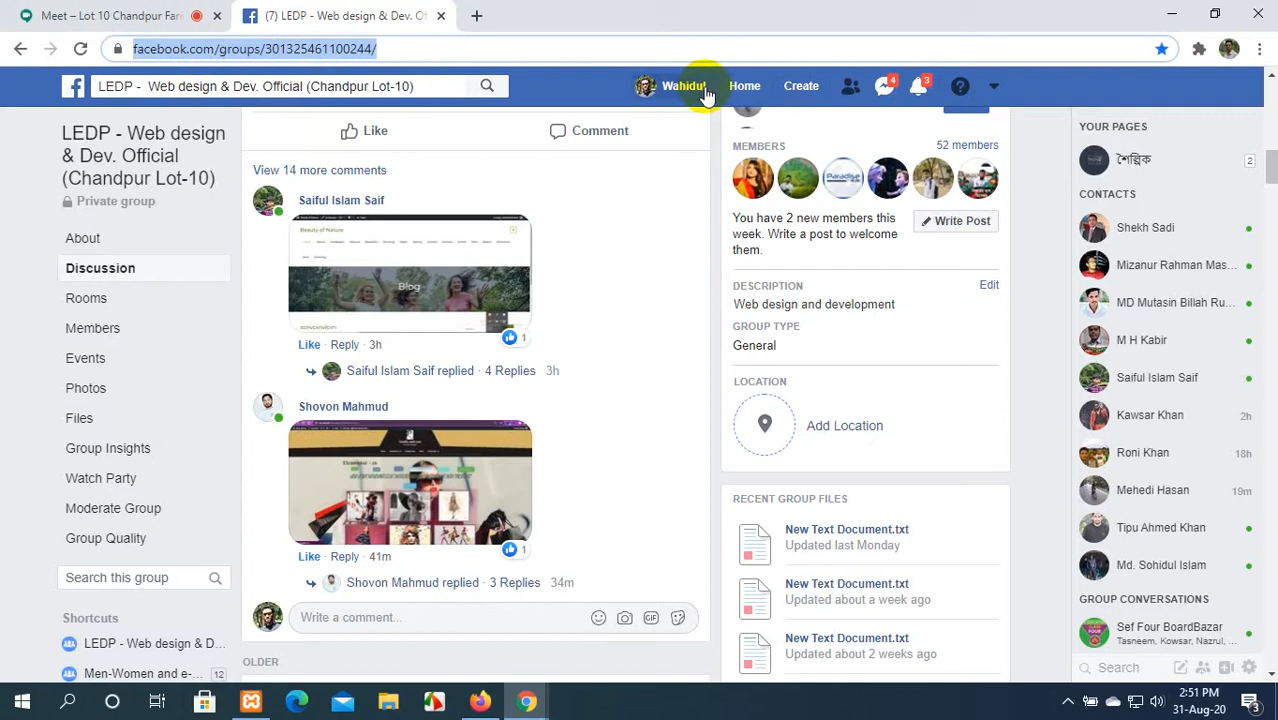 Meet – Lot 10 Chandpur Far
(7) LEDP - Web design & Dev. Of
facebook.com/groups/301325461100244/
LEDP - Web design & Dev. Official (Chandpur Lot-10)
Wahidul
Home
Create
4
3
LEDP - Web design
& Dev. Official
(Chandpur Lot-10)
Private group
About
Discussion
Rooms
Members
Events
Photos
Files
Group Insights
Watch Party
Moderate Group
Group Quality
Search this group
Shortcuts
LEDP - Web design & D...
Men-Women and e-...
12
Like
Comment
View 14 more comments
Saiful Islam Saif
Beauty of Nature
Blog
1
Like · Reply · 3h
Saiful Islam Saif replied · 4 Replies 3h
Shovon Mahmud
1
Like · Reply · 41m
Shovon Mahmud replied · 3 Replies 34m
Write a comment...
GIF
OLDER
MEMBERS
52 members
Paradise
You have 2 new members this
week. Write a post to welcome
them.
Write Post
DESCRIPTION
Edit
Web design and development
GROUP TYPE
General
LOCATION
Add Location
RECENT GROUP FILES
New Text Document.txt
Updated last Monday
New Text Document.txt
Updated about a week ago
New Text Document.txt
Updated about 2 weeks ago
YOUR PAGES
শৈল্পিক
2
CONTACTS
Shekh Sadi
Mizanur Rahman Mas...
MD Mutasin Billah Ru...
M H Kabir
Saiful Islam Saif
Kawsar Khan
2h
Roni Khan
18h
Mehedi Hasan
19m
Tipu Ahmed Khan
Md. Sohidul Islam
GROUP CONVERSATIONS
Sef Four BoardBazar
Tasneem, Kowsar, Nazrul, ...
Search
2:51 PM
31-Aug-20
3